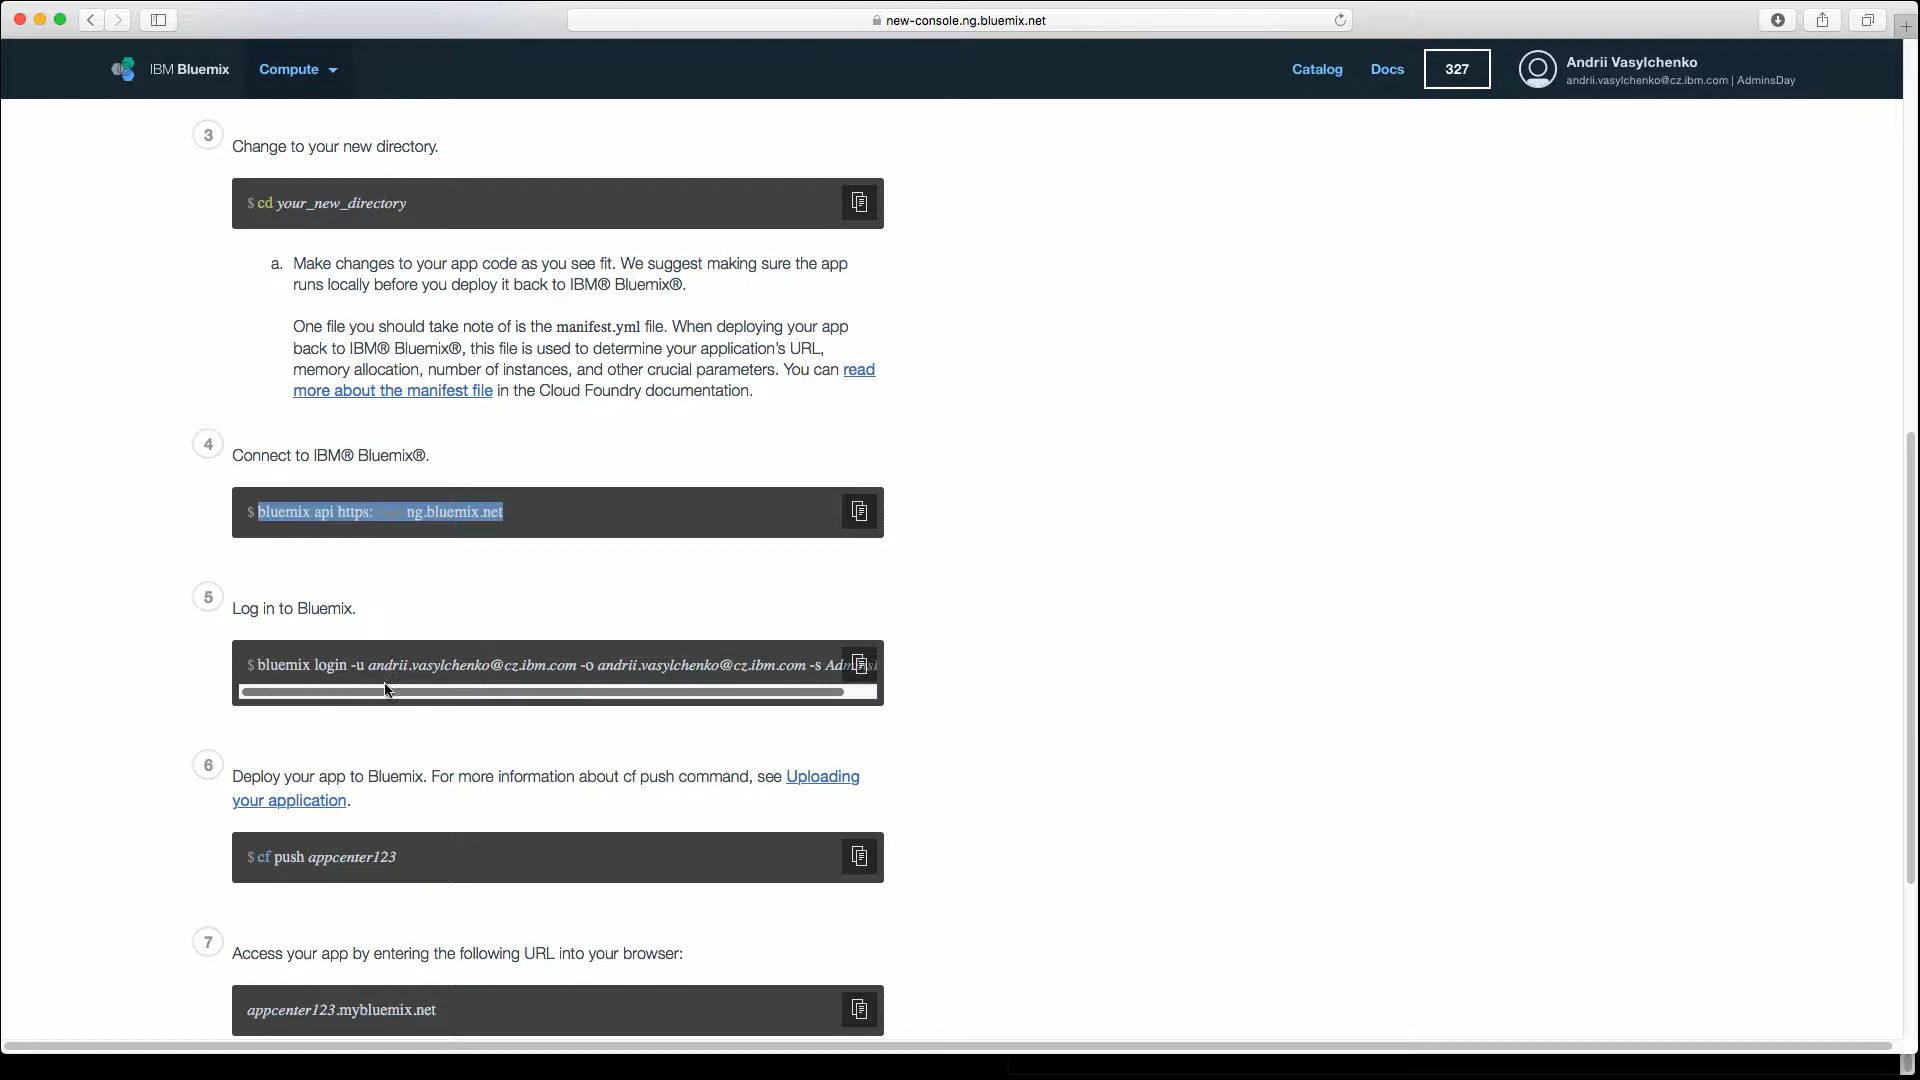 new-console.ng.bluemix.net
IBM Bluemix
Compute
Catalog
Docs
327
Andrii Vasylchenko
andrii.vasylchenko@cz.ibm.com | AdminsDay
3
Change to your new directory.
$ cd your_new_directory
a. Make changes to your app code as you see fit. We suggest making sure the app
runs locally before you deploy it back to IBM® Bluemix®.
One file you should take note of is the manifest.yml file. When deploying your app
back to IBM® Bluemix®, this file is used to determine your application's URL,
memory allocation, number of instances, and other crucial parameters. You can read
more about the manifest file in the Cloud Foundry documentation.
4
Connect to IBM® Bluemix®.
$ bluemix api https: ng.bluemix.net
5
Log in to Bluemix.
$ bluemix login -u andrii.vasylchenko@cz.ibm.com -o andrii.vasylchenko@cz.ibm.com -s
6
Deploy your app to Bluemix. For more information about cf push command, see Uploading
your application.
$ cf push appcenter123
7
Access your app by entering the following URL into your browser:
appcenter123.mybluemix.net